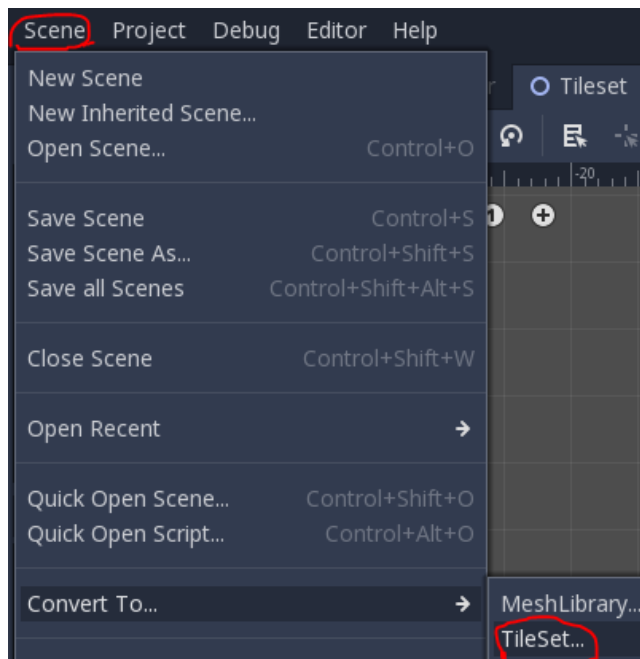 Scene Project Debug Editor Help
New Scene
Tileset
New Inherited Scene...
Open Scene... Control+O
-20
Save Scene Control+S
Save Scene As... Control+Shift+S
Save all Scenes Control+Shift+Alt+S
Close Scene Control+Shift+W
Open Recent
Quick Open Scene... Control+Shift+O
Quick Open Script... Control+Alt+O
Convert To... MeshLibrary...
TileSet...